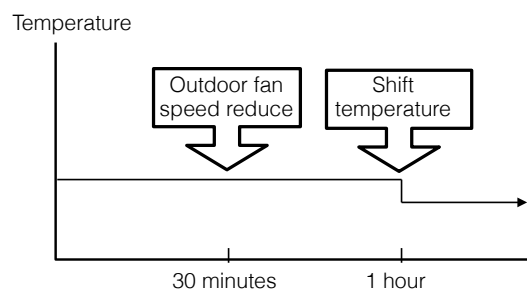 Temperature
Outdoor fan
speed reduce
Shift
temperature
30 minutes
1 hour